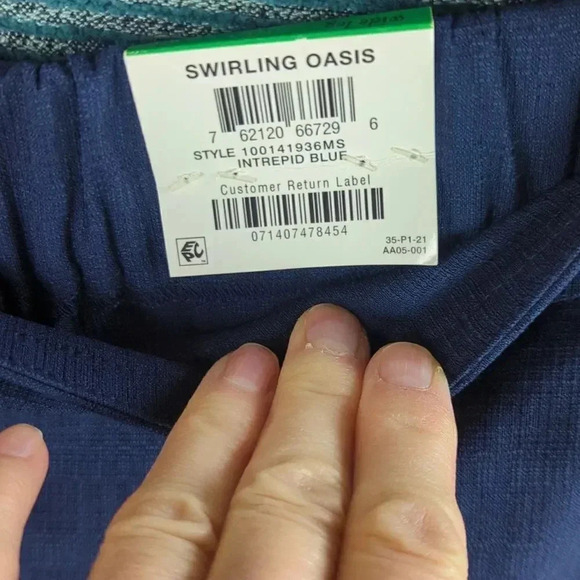 SWIRLING OASIS
7 62120 66729 6
STYLE 100141936MS
INTREPID BLUE
Customer Return Label
071407478454
EPC
35-P1-21
AA05-001